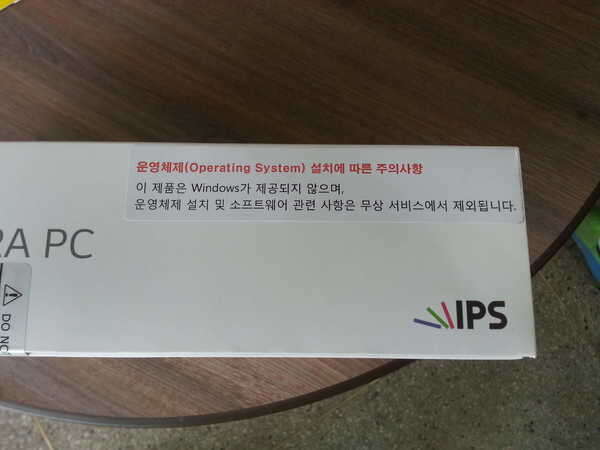 운영체제(Operating System) 설치에 따른 주의사항
이 제품은 Windows가 제공되지 않으며,
운영체제 설치 및 소프트웨어 관련 사항은 무상 서비스에서 제외됩니다.
PC
DO
IPS